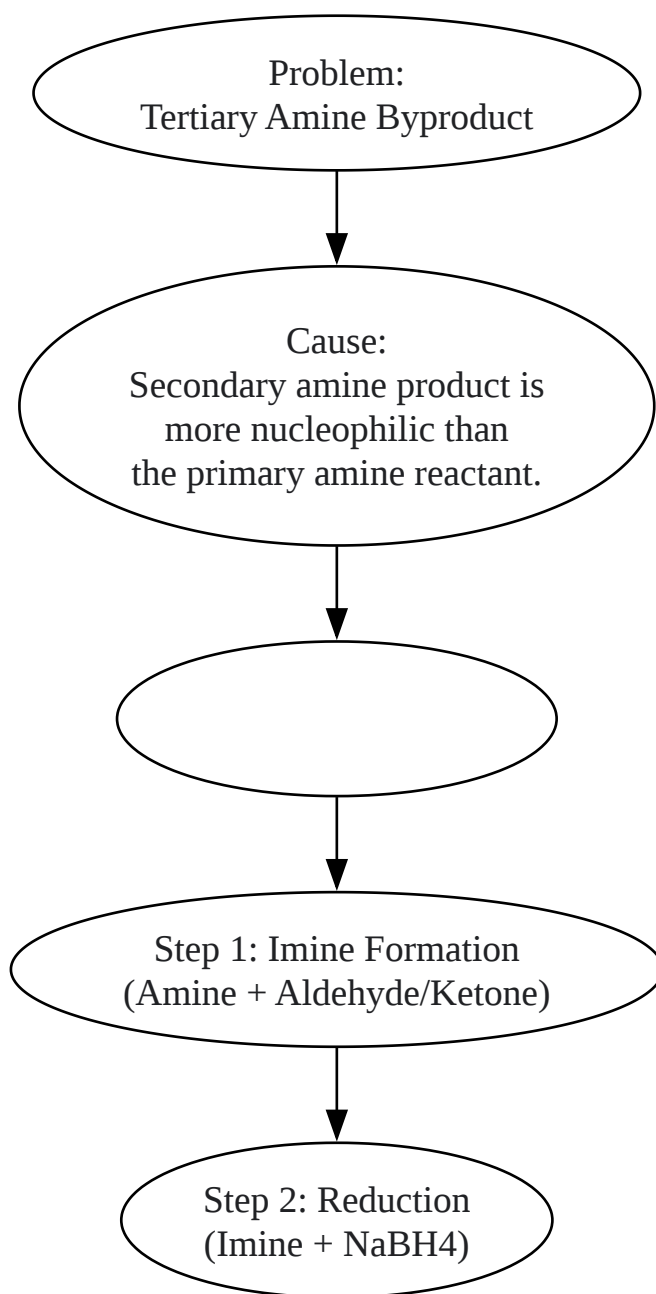 Problem:
Tertiary Amine Byproduct
Cause:
Secondary amine product is
more nucleophilic than
the primary amine reactant.
Step 1: Imine Formation
(Amine + Aldehyde/Ketone)
Step 2: Reduction
(Imine + NaBH4)